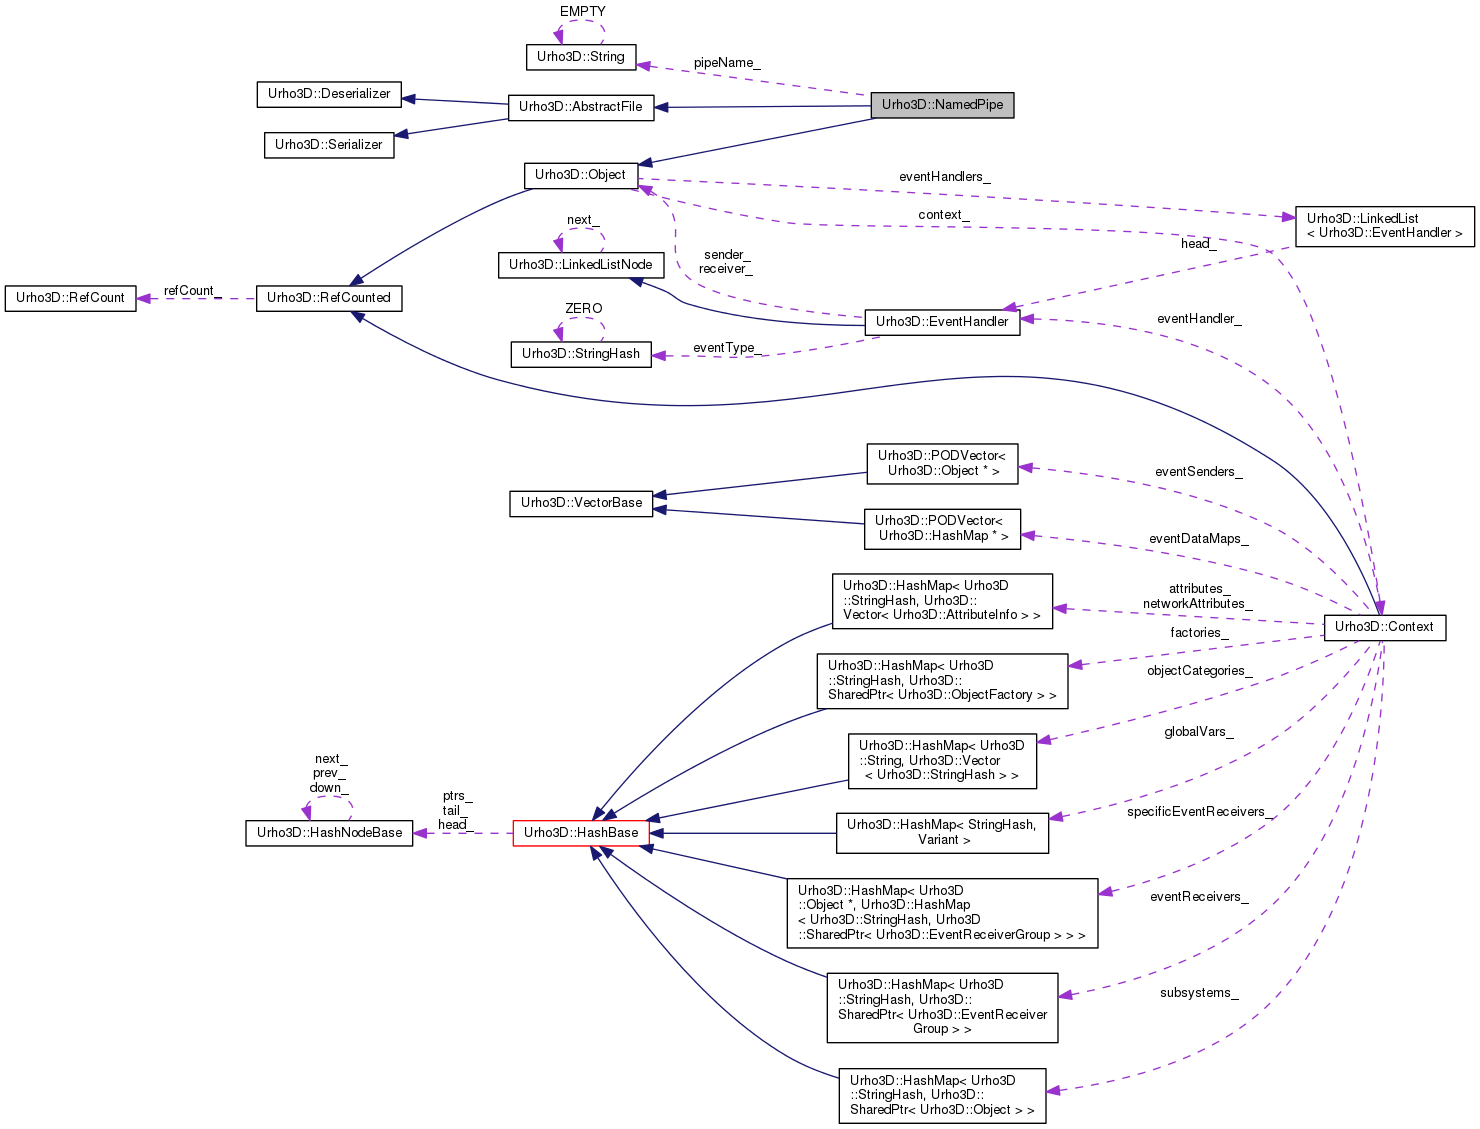 EMPTY
Urho3D::String
pipeName_
Urho3D::Deserializer
Urho3D::AbstractFile
Urho3D::NamedPipe
Urho3D::Serializer
Urho3D::Object
eventHandlers_
context_
Urho3D::LinkedList
< Urho3D::EventHandler >
next_
head_
sender_
receiver_
Urho3D::LinkedListNode
Urho3D::RefCount
refCount_
Urho3D::RefCounted
ZERO
Urho3D::EventHandler
eventHandler_
Urho3D::StringHash
eventType_
Urho3D::PODVector<
Urho3D::Object * >
eventSenders_
Urho3D::VectorBase
Urho3D::PODVector<
Urho3D::HashMap * >
eventDataMaps_
Urho3D::HashMap< Urho3D
::StringHash, Urho3D::
Vector< Urho3D::AttributeInfo > >
attributes_
networkAttributes_
Urho3D::Context
factories_
Urho3D::HashMap< Urho3D
::StringHash, Urho3D::
SharedPtr< Urho3D::ObjectFactory > >
objectCategories_
Urho3D::HashMap< Urho3D
::String, Urho3D::Vector
< Urho3D::StringHash > >
globalVars_
next_
prev_
down_
ptrs_
tail_
head_
Urho3D::HashNodeBase
Urho3D::HashBase
Urho3D::HashMap< StringHash,
Variant >
specificEventReceivers_
Urho3D::HashMap< Urho3D
::Object *, Urho3D::HashMap
< Urho3D::StringHash, Urho3D
::SharedPtr< Urho3D::EventReceiverGroup > > >
eventReceivers_
Urho3D::HashMap< Urho3D
::StringHash, Urho3D::
SharedPtr< Urho3D::EventReceiver
Group > >
subsystems_
Urho3D::HashMap< Urho3D
::StringHash, Urho3D::
SharedPtr< Urho3D::Object > >